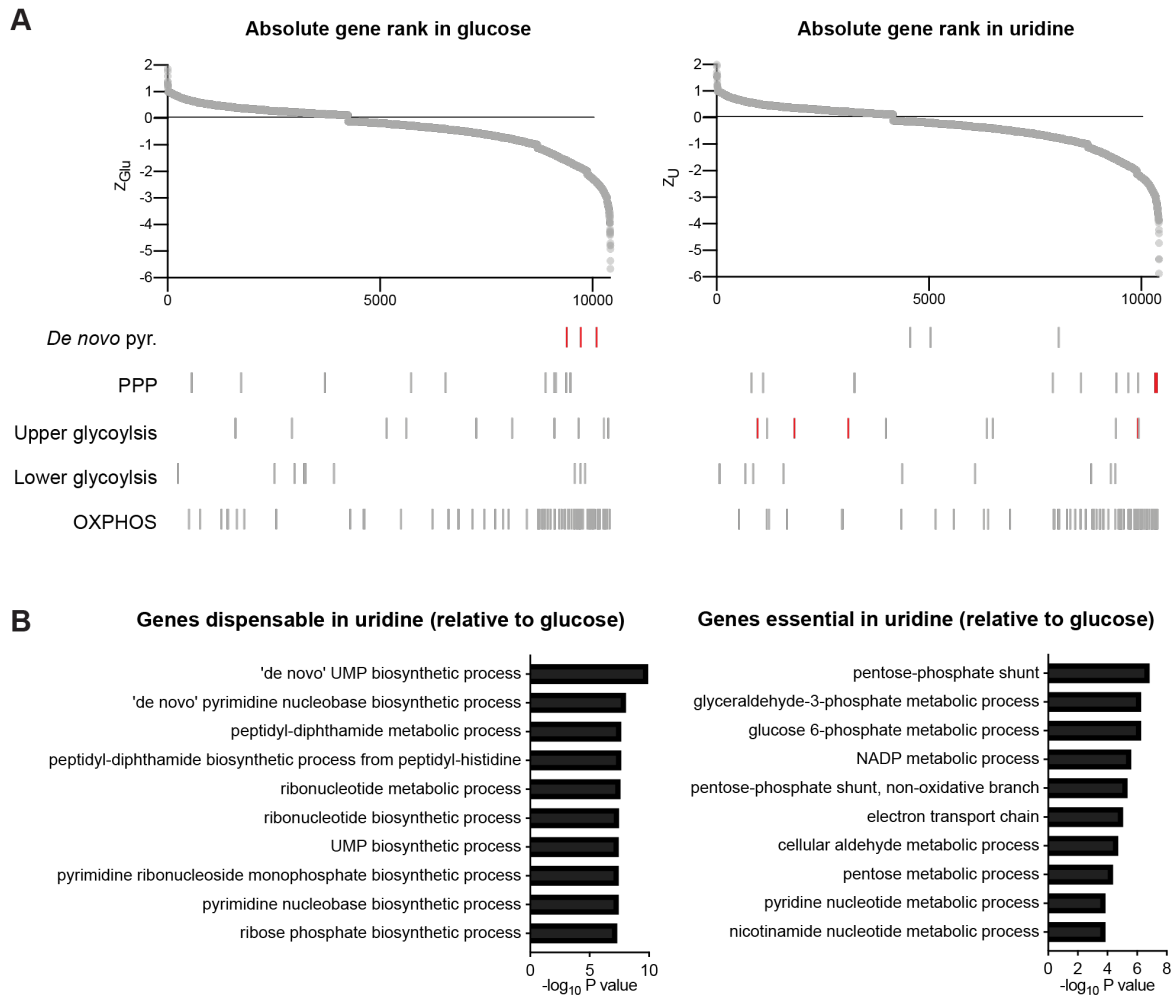 A
Absolute gene rank in glucose
Absolute gene rank in uridine
2
1
0
-1
-2
-3
-4
-5
-6
ZGlu
0
5000
10000
2
1
0
-1
-2
-3
-4
-5
-6
ZU
0
5000
10000
De novo pyr.
PPP
Upper glycoylsis
Lower glycoylsis
OXPHOS
B
Genes dispensable in uridine (relative to glucose)
'de novo' UMP biosynthetic process
'de novo' pyrimidine nucleobase biosynthetic process
peptidyl-diphthamide metabolic process
peptidyl-diphthamide biosynthetic process from peptidyl-histidine
ribonucleotide metabolic process
ribonucleotide biosynthetic process
UMP biosynthetic process
pyrimidine ribonucleoside monophosphate biosynthetic process
pyrimidine nucleobase biosynthetic process
ribose phosphate biosynthetic process
0
5
10
-log10 P value
Genes essential in uridine (relative to glucose)
pentose-phosphate shunt
glyceraldehyde-3-phosphate metabolic process
glucose 6-phosphate metabolic process
NADP metabolic process
pentose-phosphate shunt, non-oxidative branch
electron transport chain
cellular aldehyde metabolic process
pentose metabolic process
pyridine nucleotide metabolic process
nicotinamide nucleotide metabolic process
0
2
4
6
8
-log10 P value